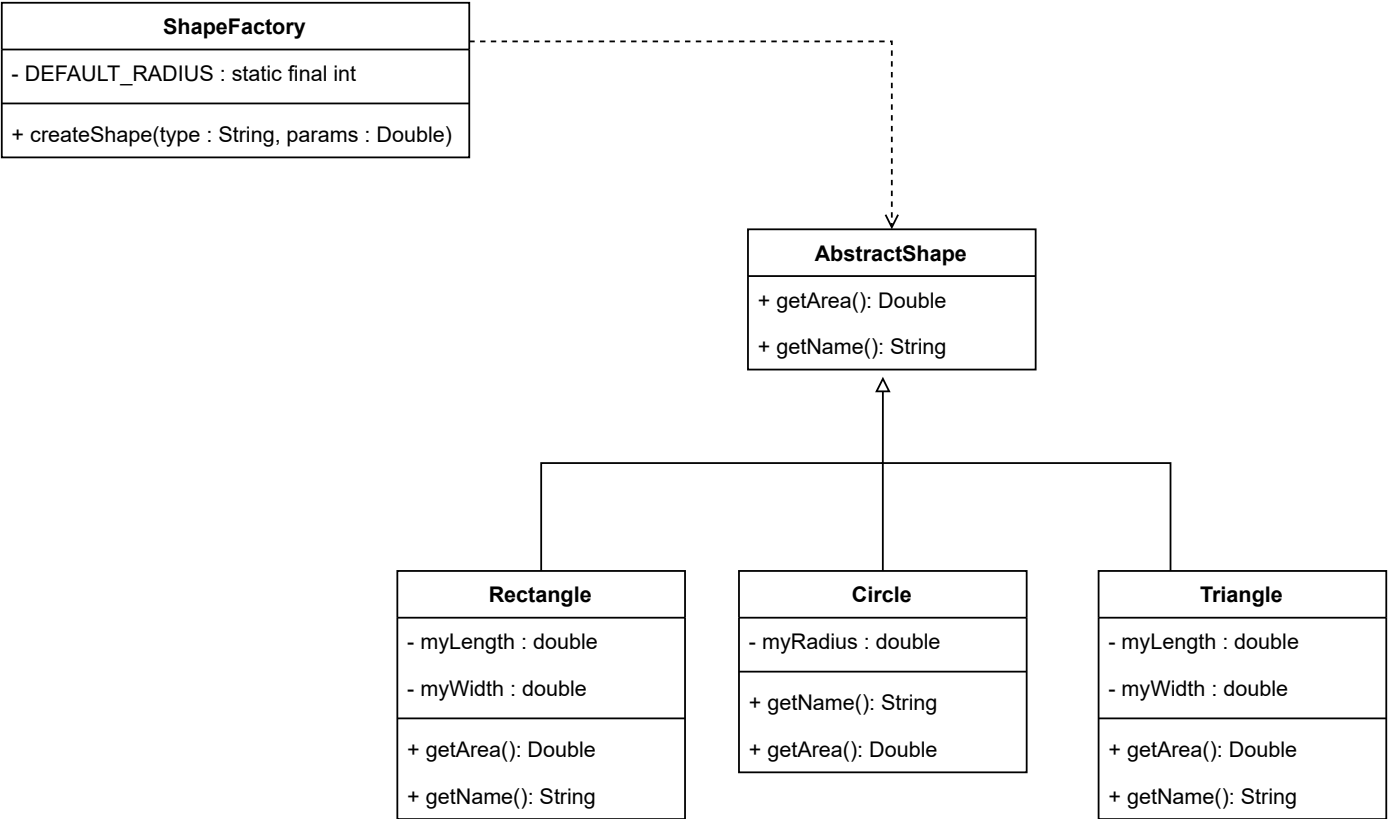 ShapeFactory
- DEFAULT_RADIUS : static final int
+ createShape(type : String, params : Double)
AbstractShape
+ getArea(): Double
+ getName(): String
Rectangle
- myLength : double
- myWidth : double
+ getArea(): Double
+ getName(): String
Circle
- myRadius : double
+ getName(): String
+ getArea(): Double
Triangle
- myLength : double
- myWidth : double
+ getArea(): Double
+ getName(): String